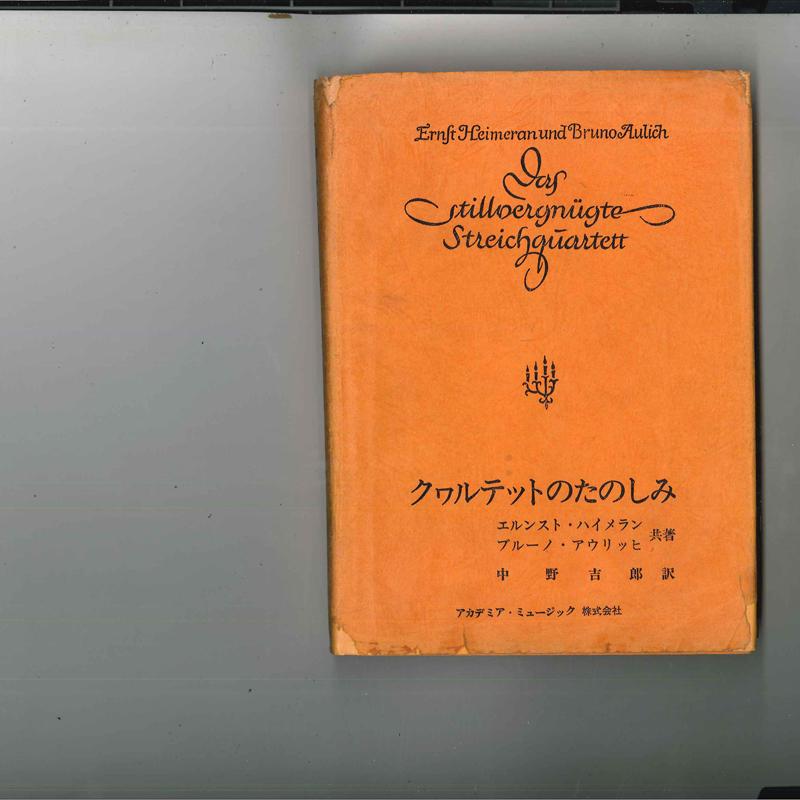 Ernst Heimeran und Bruno Aulich
Das
stillvergnügte
Streichquartett
クヮルテットのたのしみ
エルンスト・ハイメラン
ブルーノ・アウリッヒ 共著
中野吉郎訳
アカデミア・ミュージック 株式会社